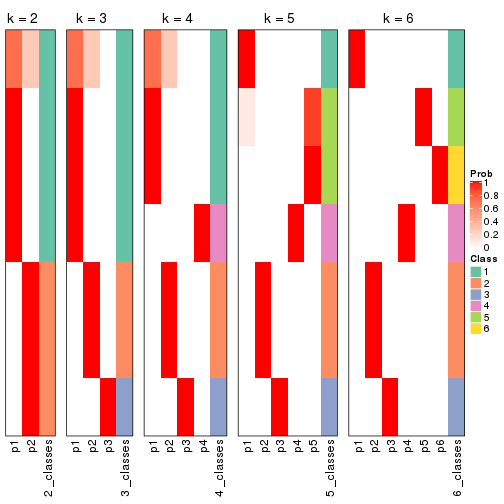 k = 2
k = 3
k = 4
k = 5
k = 6
p1
p2
2_classes
p1
p2
p3
3_classes
p1
p2
p3
p4
4_classes
p1
p2
p3
p4
p5
5_classes
p1
p2
p3
p4
p5
p6
6_classes
Prob
1
0.8
0.6
0.4
0.2
0
Class
1
2
3
4
5
6